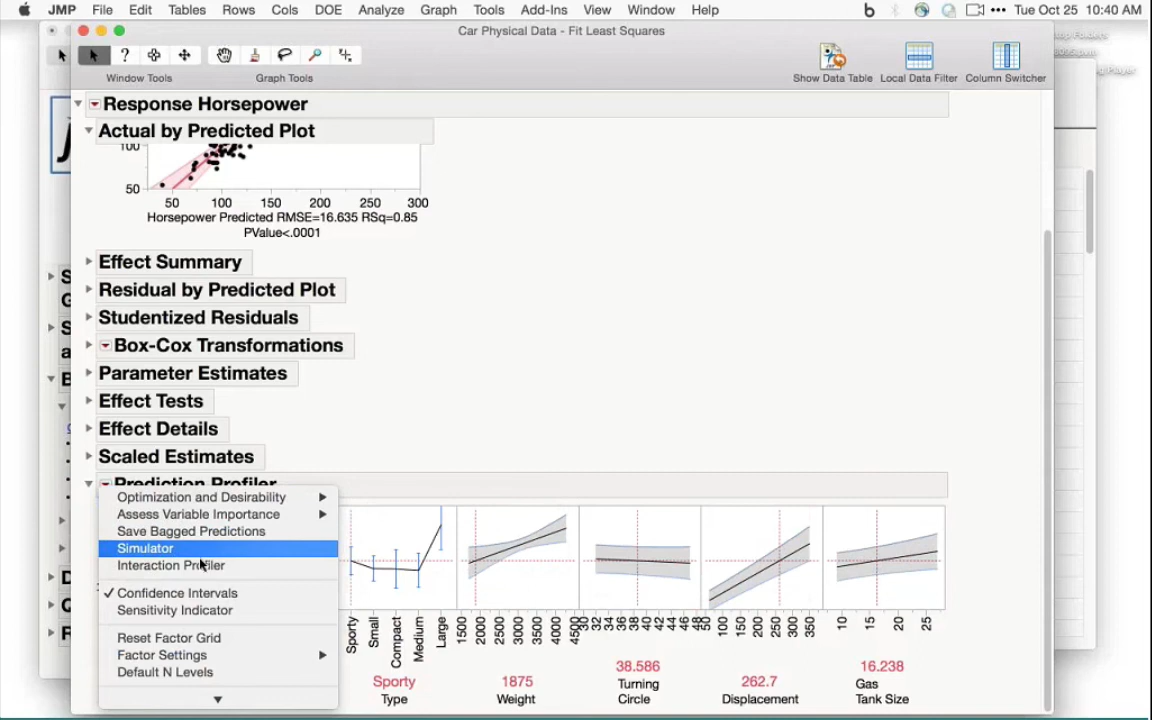 JMP File Edit Tables Rows Cols DOE Analyze Graph Tools Add-Ins View Window Help Tue Oct 25 10:40 AM
Car Physical Data - Fit Least Squares
Window Tools Graph Tools Show Data Table Local Data Filter Column Switcher
Response Horsepower
Actual by Predicted Plot
100
50
50 100 150 200 250 300
Horsepower Predicted RMSE=16.635 RSq=0.85
PValue<.0001
Effect Summary
Residual by Predicted Plot
Studentized Residuals
Box-Cox Transformations
Parameter Estimates
Effect Tests
Effect Details
Scaled Estimates
Prediction Profiler
Optimization and Desirability
Assess Variable Importance
Save Bagged Predictions
Simulator
Interaction Profiler
✓ Confidence Intervals
Sensitivity Indicator
Reset Factor Grid
Factor Settings
Default N Levels
Sporty Small Compact Medium Large
1500 2000 2500 3000 3500 4000 4500
30 32 34 36 38 40 42 44 46 48
50 100 150 200 250 300 350
10 15 20 25
Sporty 1875 38.586 262.7 16.238
Type Weight Turning Circle Displacement Gas Tank Size